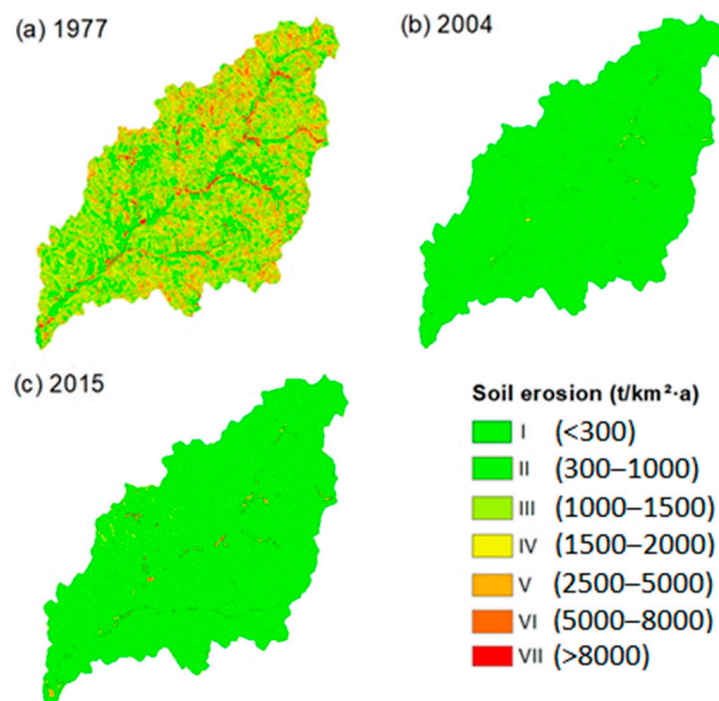 (a) 1977
(b) 2004
(c) 2015
Soil erosion (t/km²·a)
I (<300)
II (300–1000)
III (1000–1500)
IV (1500–2000)
V (2500–5000)
VI (5000–8000)
VII (>8000)